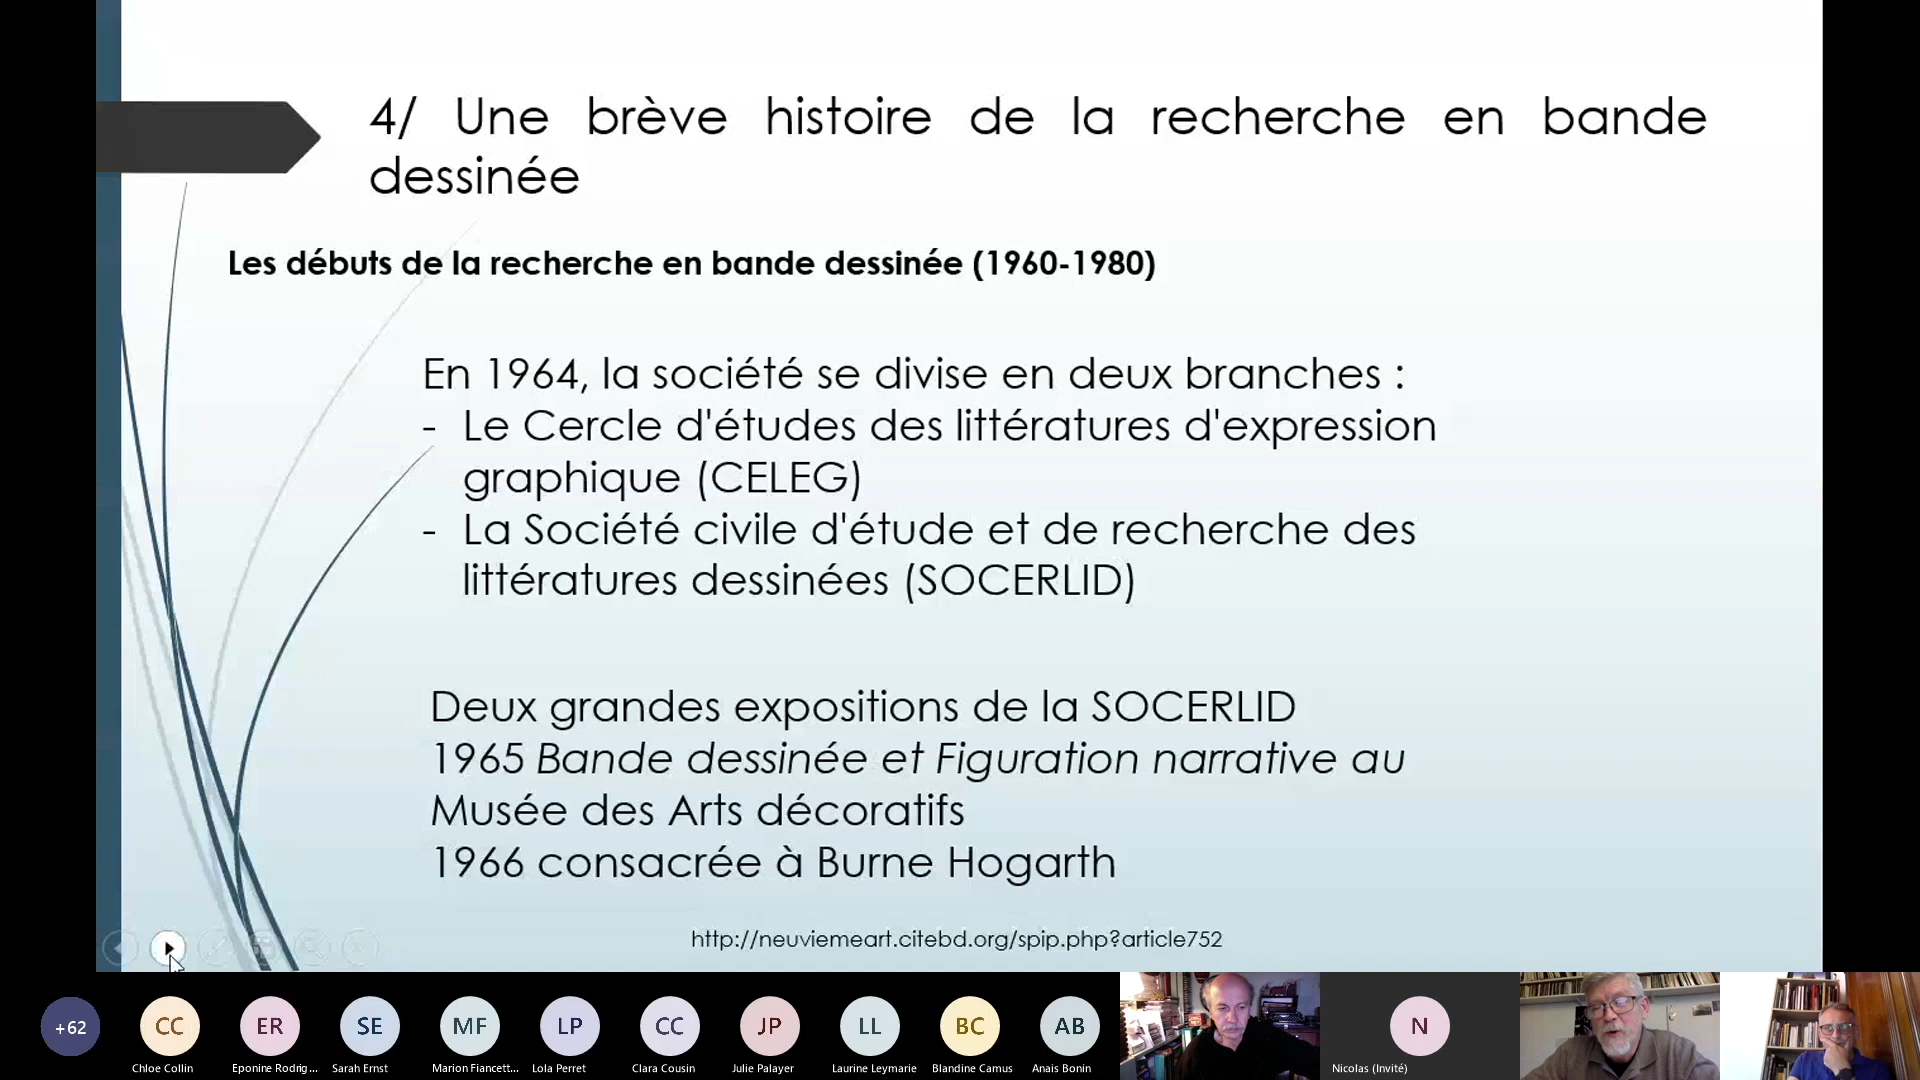 4/ Une brève histoire de la recherche en bande
dessinée
Les débuts de la recherche en bande dessinée (1960-1980)
En 1964, la société se divise en deux branches :
- Le Cercle d'études des littératures d'expression
graphique (CELEG)
- La Société civile d'étude et de recherche des
littératures dessinées (SOCERLID)
Deux grandes expositions de la SOCERLID
1965 Bande dessinée et Figuration narrative au
Musée des Arts décoratifs
1966 consacrée à Burne Hogarth
http://neuviemeart.citebd.org/spip.php?article752
+62 CC ER SE MF LP CC JP LL BC AB N
Chloe Collin Eponine Rodrig... Sarah Ernst Marion Fiancett... Lola Perret Clara Cousin Julie Palayer Laurine Leymarie Blandine Camus Anais Bonin Nicolas (Invité)